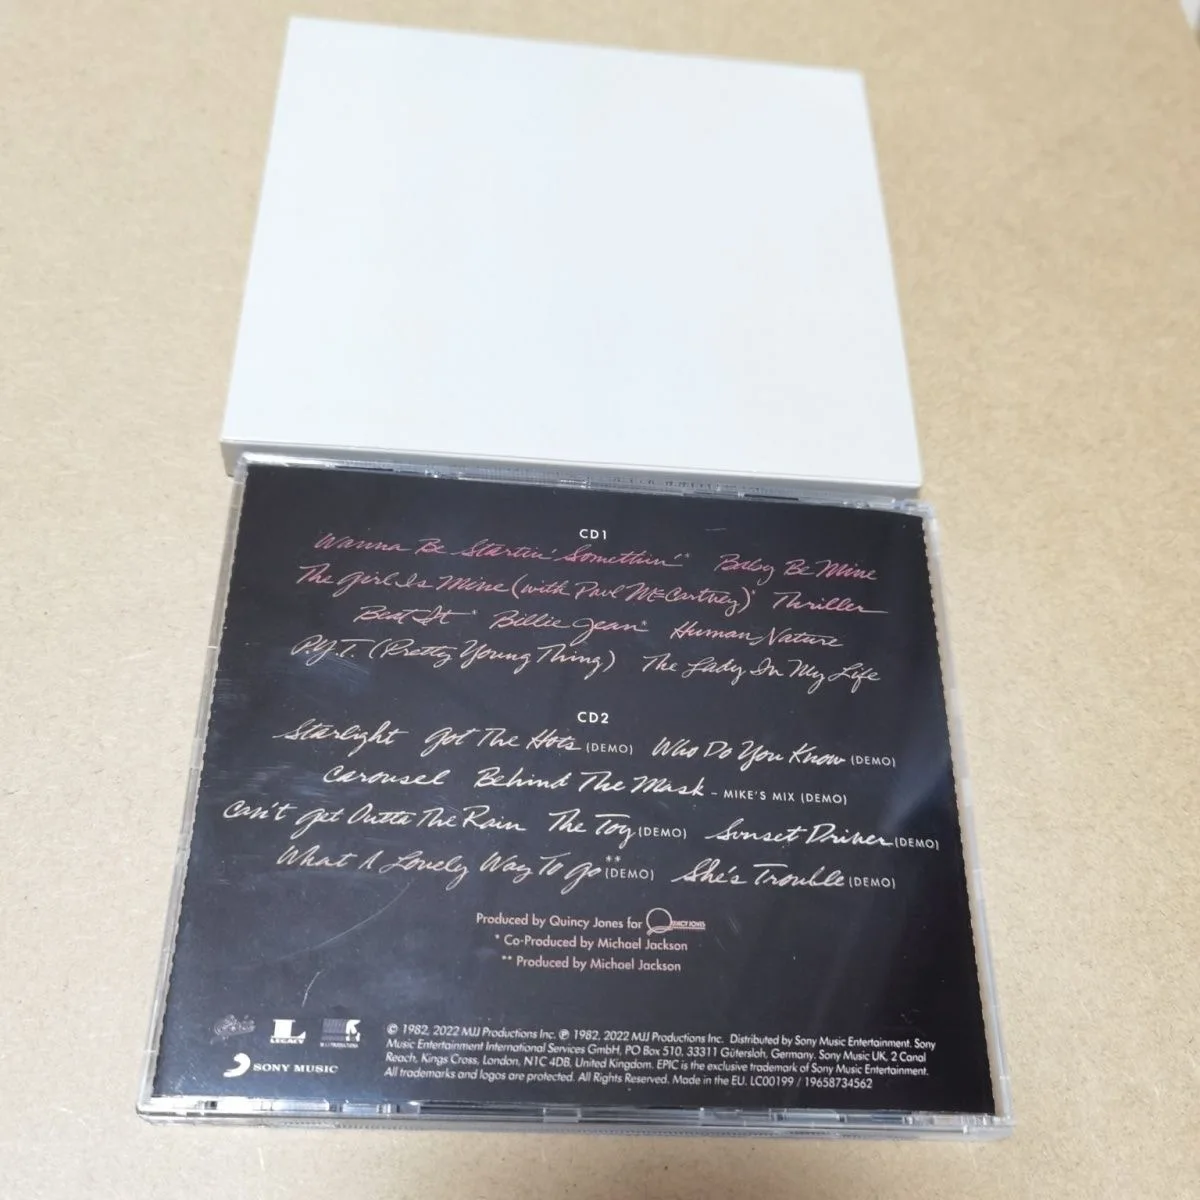 CD1
Wanna Be Startin' Somethin'* Baby Be Mine
The Girl Is Mine (with Paul McCartney)* Thriller
Beat It* Billie Jean* Human Nature
P.Y.T. (Pretty Young Thing) The Lady In My Life
CD2
Starlight Got The Hots (DEMO) Who Do You Know (DEMO)
Carousel Behind The Mask – MIKE'S MIX (DEMO)
Can't Get Outta The Rain The Toy (DEMO) Sunset Driver (DEMO)
What A Lovely Way To Go** (DEMO) She's Trouble (DEMO)
Produced by Quincy Jones for QUINCY JONES
* Co-Produced by Michael Jackson
** Produced by Michael Jackson
Epic LEGACY MJJ PRODUCTIONS
SONY MUSIC
© 1982, 2022 MJJ Productions Inc. ℗ 1982, 2022 MJJ Productions Inc. Distributed by Sony Music Entertainment. Sony
Music Entertainment International Services GmbH, PO Box 510, 33311 Gütersloh, Germany. Sony Music UK, 2 Canal
Reach, Kings Cross, London, N1C 4DB, United Kingdom. EPIC is the exclusive trademark of Sony Music Entertainment.
All trademarks and logos are protected. All Rights Reserved. Made in the EU. LC00199 / 19658734562